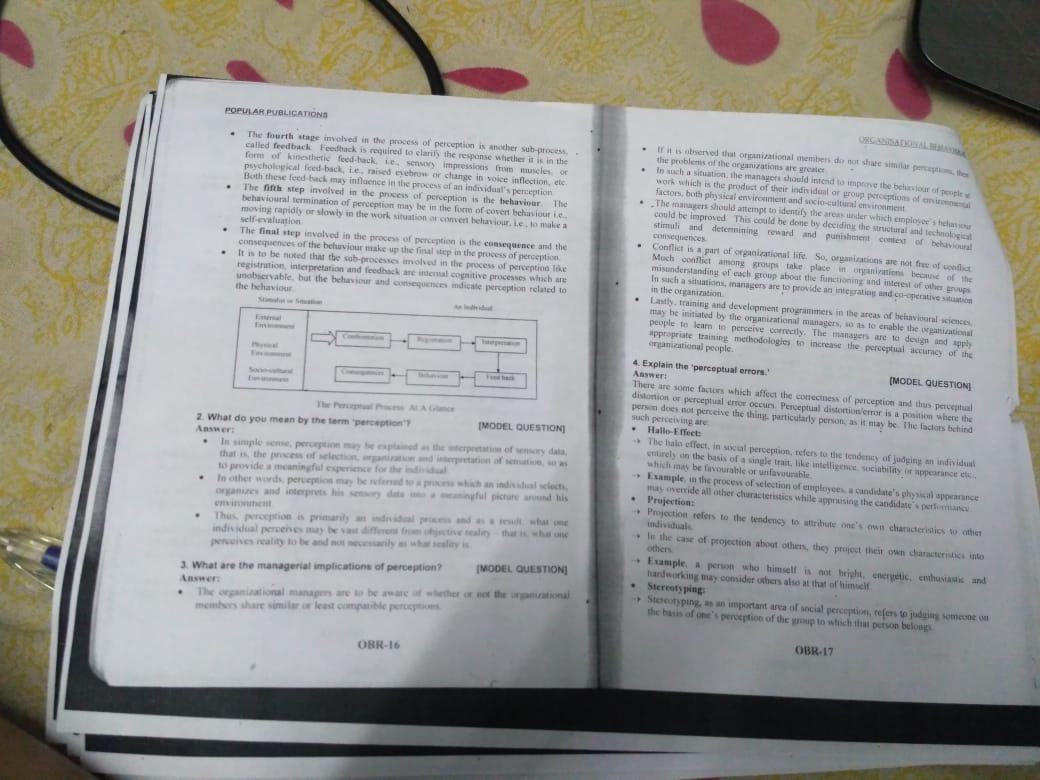 POPULAR PUBLICATIONS
• The fourth stage involved in the process of perception is another sub-process,
called feedback. Feedback is required to clarify the response whether it is in the
form of kinesthetic feed-back, i.e., sensory impressions from muscles, or
psychological feed-back, i.e., raised eyebrow or change in voice inflection, etc.
Both these feed-back may influence in the process of an individual's perception.
• The fifth step involved in the process of perception is the behaviour. The
behavioural termination of perception may be in the form of covert behaviour i.e.,
moving rapidly or slowly in the work situation or convert behaviour, i.e., to make a
self-evaluation.
• The final step involved in the process of perception is the consequence and the
consequences of the behaviour make up the final step in the process of perception.
• It is to be noted that the sub-processes involved in the process of perception like
registration, interpretation and feedback are internal cognitive processes which are
unobservable, but the behaviour and consequences indicate perception related to
the behaviour.
Stimulus or Situation
An Individual
External
Environment
Physical
Environment
Socio-cultural
Environment
Confrontation
Registration
Interpretation
Consequences
Behaviour
Feed back
The Perceptual Process At A Glance
2. What do you mean by the term 'perception'? [MODEL QUESTION]
Answer:
• In simple sense, perception may be explained as the interpretation of sensory data,
that is, the process of selection, organization and interpretation of sensation, so as
to provide a meaningful experience for the individual.
• In other words, perception may be referred to a process which an individual selects,
organizes and interprets his sensory data into a meaningful picture around his
environment.
• Thus, perception is primarily an individual process and as a result, what one
individual perceives may be vast different from objective reality – that is, what one
perceives reality to be and not necessarily as what reality is.
3. What are the managerial implications of perception? [MODEL QUESTION]
Answer:
• The organizational managers are to be aware of whether or not the organizational
members share similar or least compatible perceptions.
OBR-16
ORGANISATIONAL BEHAVIOUR
• If it is observed that organizational members do not share similar perceptions, then
the problems of the organizations are greater.
• In such a situation, the managers should intend to improve the behaviour of people at
work which is the product of their individual or group perceptions of environmental
factors, both physical environment and socio-cultural environment.
• The managers should attempt to identify the areas under which employee's behaviour
could be improved. This could be done by deciding the structural and technological
stimuli and determining reward and punishment context of behavioural
consequences.
• Conflict is a part of organizational life. So, organizations are not free of conflict.
Much conflict among groups take place in organizations because of the
misunderstanding of each group about the functioning and interest of other groups.
In such a situations, managers are to provide an integrating and co-operative situation
in the organization.
• Lastly, training and development programmers in the areas of behavioural sciences,
may be initiated by the organizational managers, so as to enable the organizational
people to learn to perceive correctly. The managers are to design and apply
appropriate training methodologies to increase the perceptual accuracy of the
organizational people.
4. Explain the 'perceptual errors.' [MODEL QUESTION]
Answer:
There are some factors which affect the correctness of perception and thus perceptual
distortion or perceptual error occurs. Perceptual distortion/error is a position where the
person does not perceive the thing, particularly person, as it may be. The factors behind
such perceiving are:
• Hallo-Effect:
→ The halo effect, in social perception, refers to the tendency of judging an individual
entirely on the basis of a single trait, like intelligence, sociability or appearance etc.,
which may be favourable or unfavourable.
→ Example, in the process of selection of employees, a candidate's physical appearance
may override all other characteristics while appraising the candidate's performance.
• Projection:
→ Projection refers to the tendency to attribute one's own characteristics to other
individuals.
→ In the case of projection about others, they project their own characteristics into
others.
→ Example, a person who himself is not bright, energetic, enthusiastic and
hardworking may consider others also at that of himself.
• Stereotyping:
→ Stereotyping, as an important area of social perception, refers to judging someone on
the basis of one's perception of the group to which that person belongs.
OBR-17